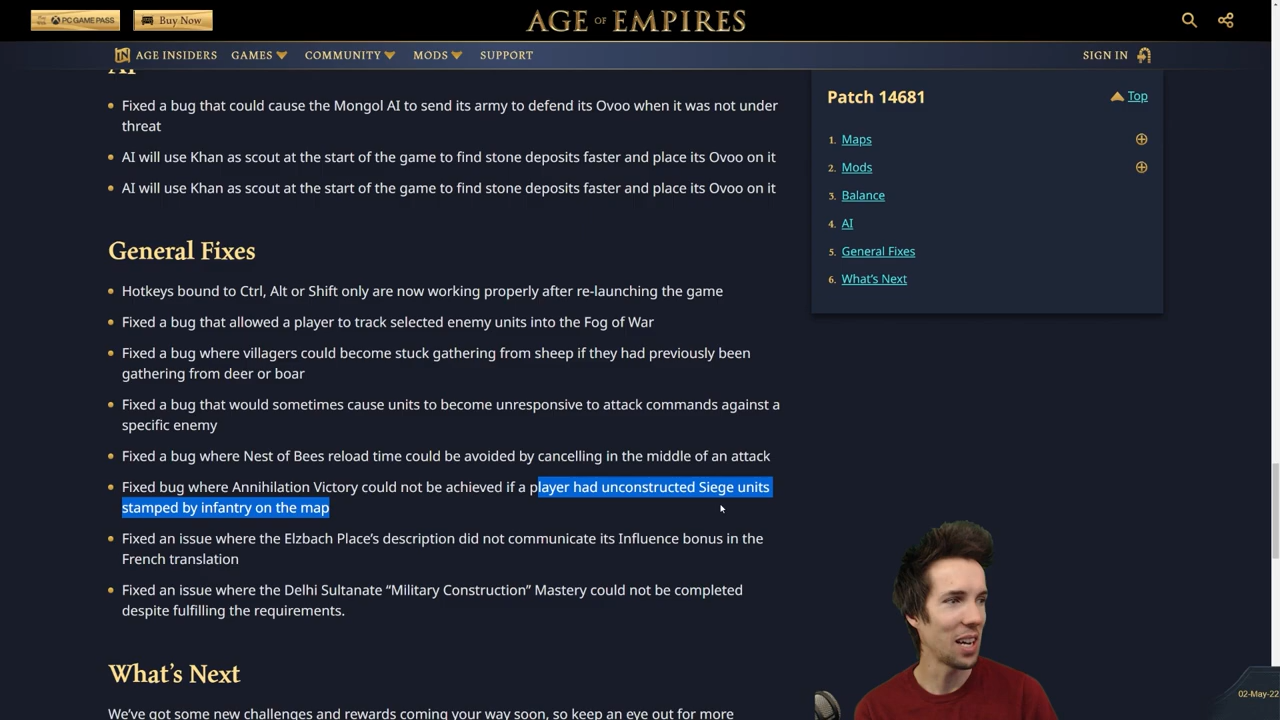 PC GAME PASS
Buy Now
AGE OF EMPIRES
AGE INSIDERS
GAMES
COMMUNITY
MODS
SUPPORT
SIGN IN
AI
Fixed a bug that could cause the Mongol AI to send its army to defend its Ovoo when it was not under
threat
AI will use Khan as scout at the start of the game to find stone deposits faster and place its Ovoo on it
AI will use Khan as scout at the start of the game to find stone deposits faster and place its Ovoo on it
General Fixes
Hotkeys bound to Ctrl, Alt or Shift only are now working properly after re-launching the game
Fixed a bug that allowed a player to track selected enemy units into the Fog of War
Fixed a bug where villagers could become stuck gathering from sheep if they had previously been
gathering from deer or boar
Fixed a bug that would sometimes cause units to become unresponsive to attack commands against a
specific enemy
Fixed a bug where Nest of Bees reload time could be avoided by cancelling in the middle of an attack
Fixed bug where Annihilation Victory could not be achieved if a player had unconstructed Siege units
stamped by infantry on the map
Fixed an issue where the Elzbach Place’s description did not communicate its Influence bonus in the
French translation
Fixed an issue where the Delhi Sultanate “Military Construction” Mastery could not be completed
despite fulfilling the requirements.
What’s Next
We’ve got some new challenges and rewards coming your way soon, so keep an eye out for more
Patch 14681
Top
1. Maps
2. Mods
3. Balance
4. AI
5. General Fixes
6. What’s Next
02-May-22